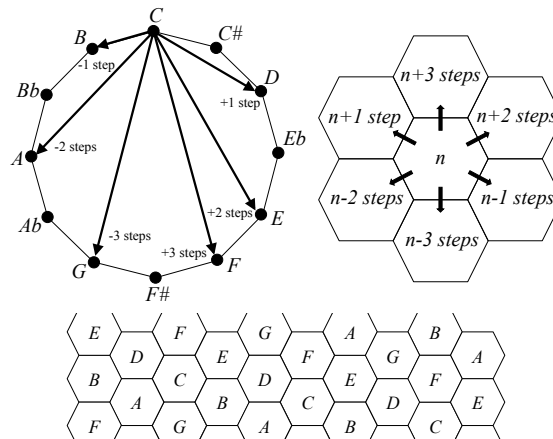 C
B
C#
-1 step
D
+1 step
Bb
Eb
A
-2 steps
+2 steps
E
Ab
-3 steps
+3 steps
G
F
F#
n+3 steps
n+1 step
n+2 steps
n
n-2 steps
n-1 steps
n-3 steps
E F G A B
D E F G A
B C D E F
A B C D E
F G A B C